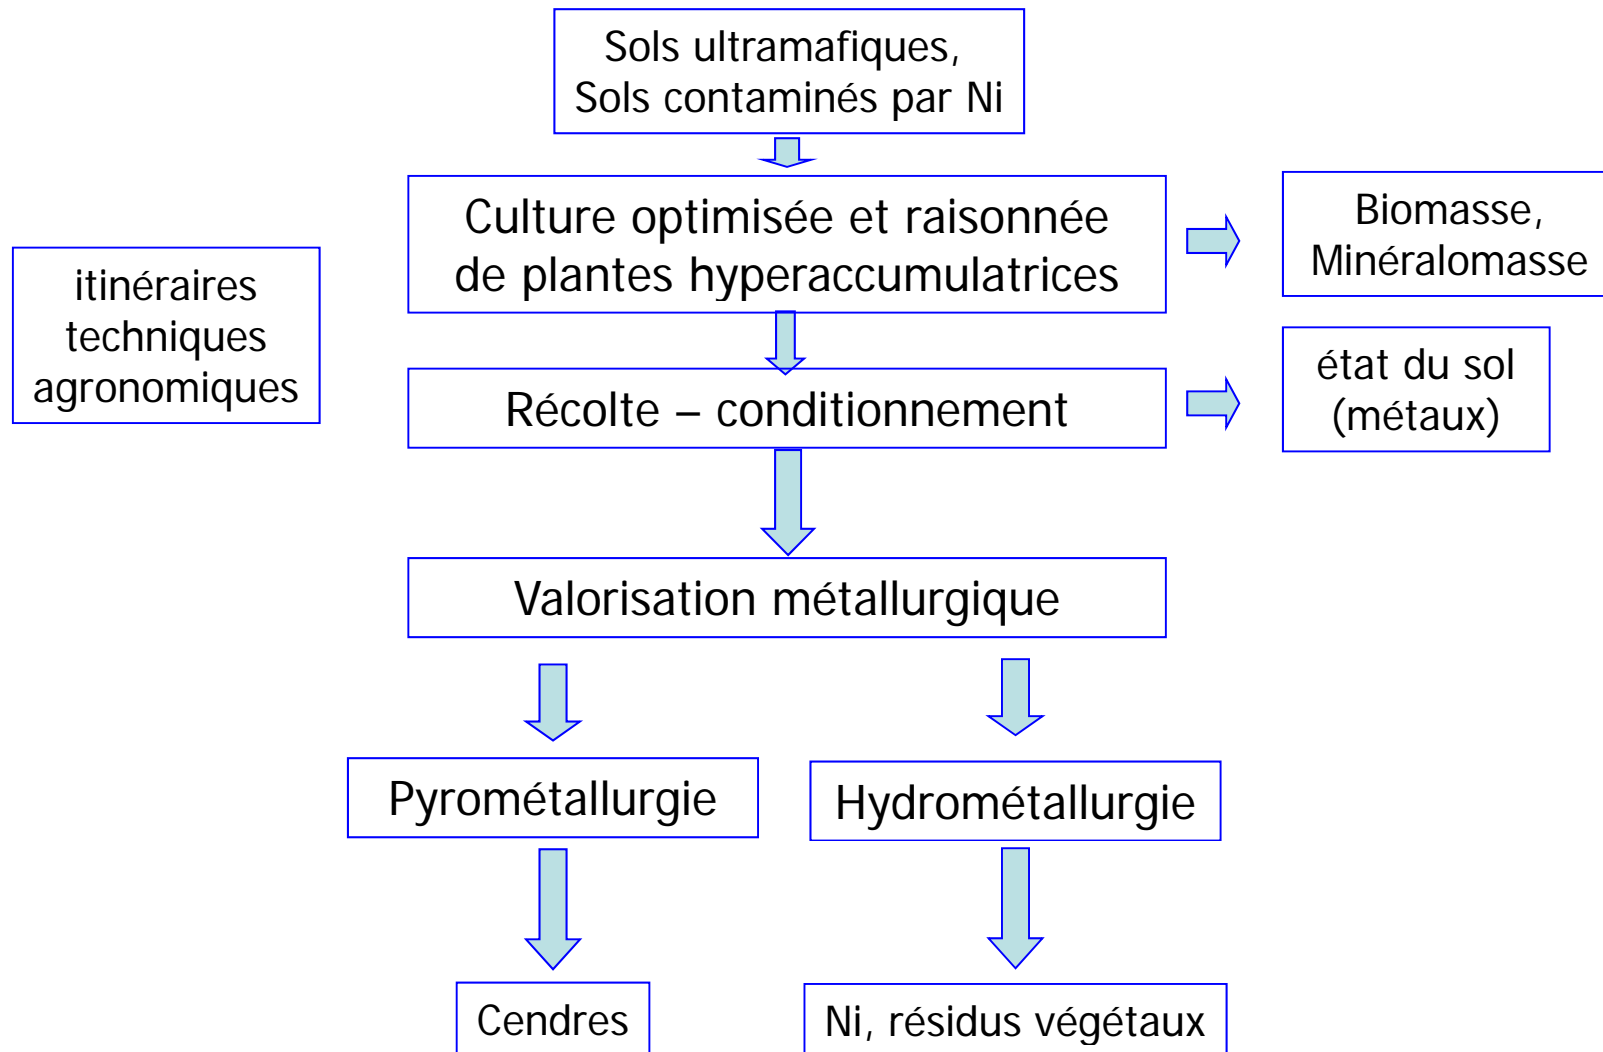 Sols ultramafiques,
Sols contaminés par Ni
Culture optimisée et raisonnée
de plantes hyperaccumulatrices
Biomasse,
Minéralomasse
itinéraires
techniques
agronomiques
Récolte – conditionnement
état du sol
(métaux)
Valorisation métallurgique
Pyrométallurgie
Hydrométallurgie
Cendres
Ni, résidus végétaux